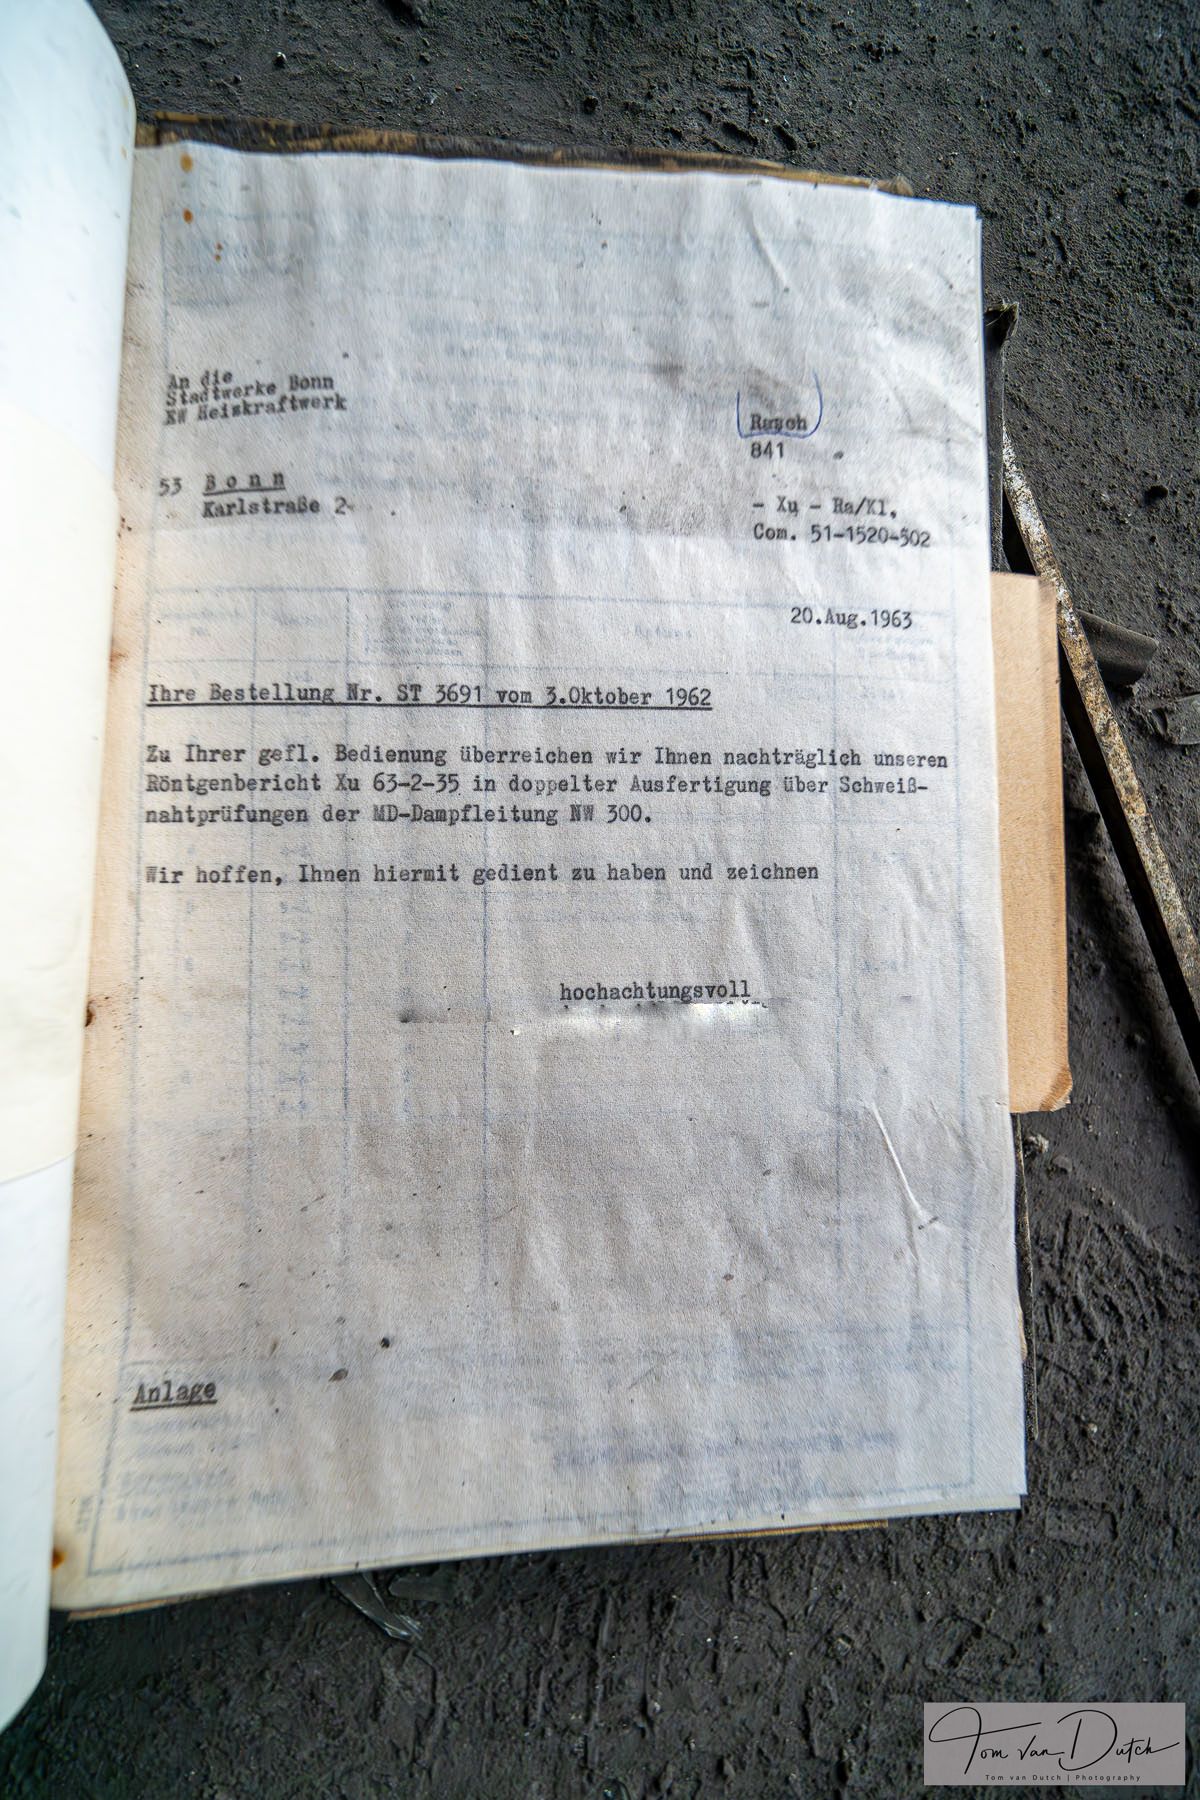 An die
Stadtwerke Bonn
KW Heizkraftwerk
Rasch
841
53 Bonn
Karlstraße 2
- Xu - Ra/Kl.
Com. 51-1520-502
20.Aug.1963
Ihre Bestellung Nr. ST 3691 vom 3.Oktober 1962
Zu Ihrer gefl. Bedienung überreichen wir Ihnen nachträglich unseren
Röntgenbericht Xu 63-2-35 in doppelter Ausfertigung über Schweiß-
nahtprüfungen der MD-Dampfleitung NW 300.
Wir hoffen, Ihnen hiermit gedient zu haben und zeichnen
hochachtungsvoll
Anlage
Tom van Dutch
Tom van Dutch | Photography